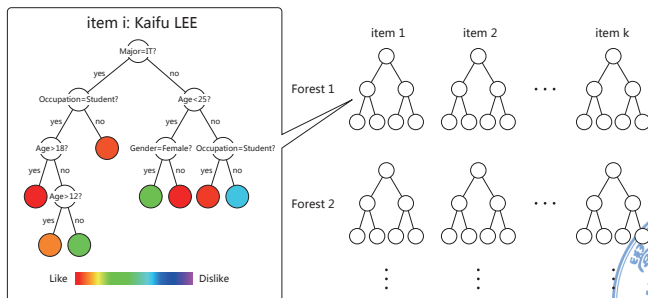 item i: Kaifu LEE
Major=IT?
yes no
Occupation=Student? Age<25?
yes no yes no
Age>18? Gender=Female? Occupation=Student?
yes no yes no yes no
Age>12?
yes no
Like Dislike
item 1 item 2 item k
Forest 1
...
Forest 2
...